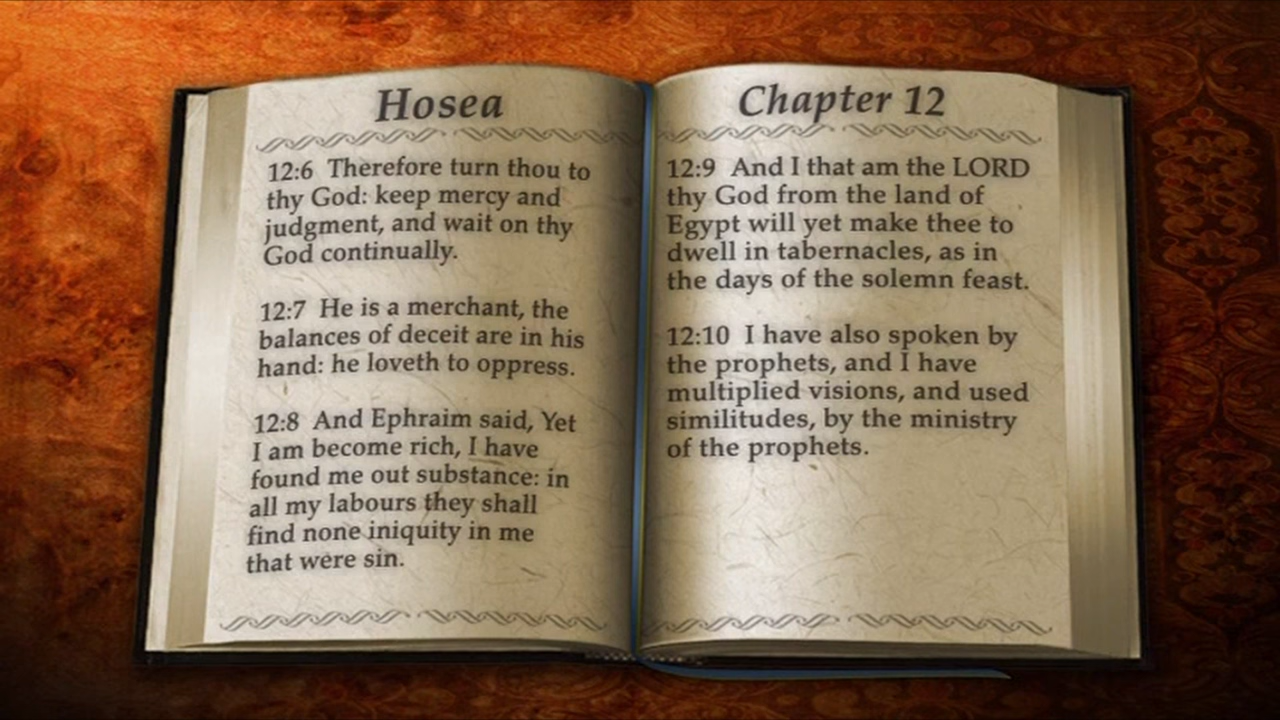 Hosea
12:6 Therefore turn thou to
thy God: keep mercy and
judgment, and wait on thy
God continually.
12:7 He is a merchant, the
balances of deceit are in his
hand: he loveth to oppress.
12:8 And Ephraim said, Yet
I am become rich, I have
found me out substance: in
all my labours they shall
find none iniquity in me
that were sin.
Chapter 12
12:9 And I that am the LORD
thy God from the land of
Egypt will yet make thee to
dwell in tabernacles, as in
the days of the solemn feast.
12:10 I have also spoken by
the prophets, and I have
multiplied visions, and used
similitudes, by the ministry
of the prophets.